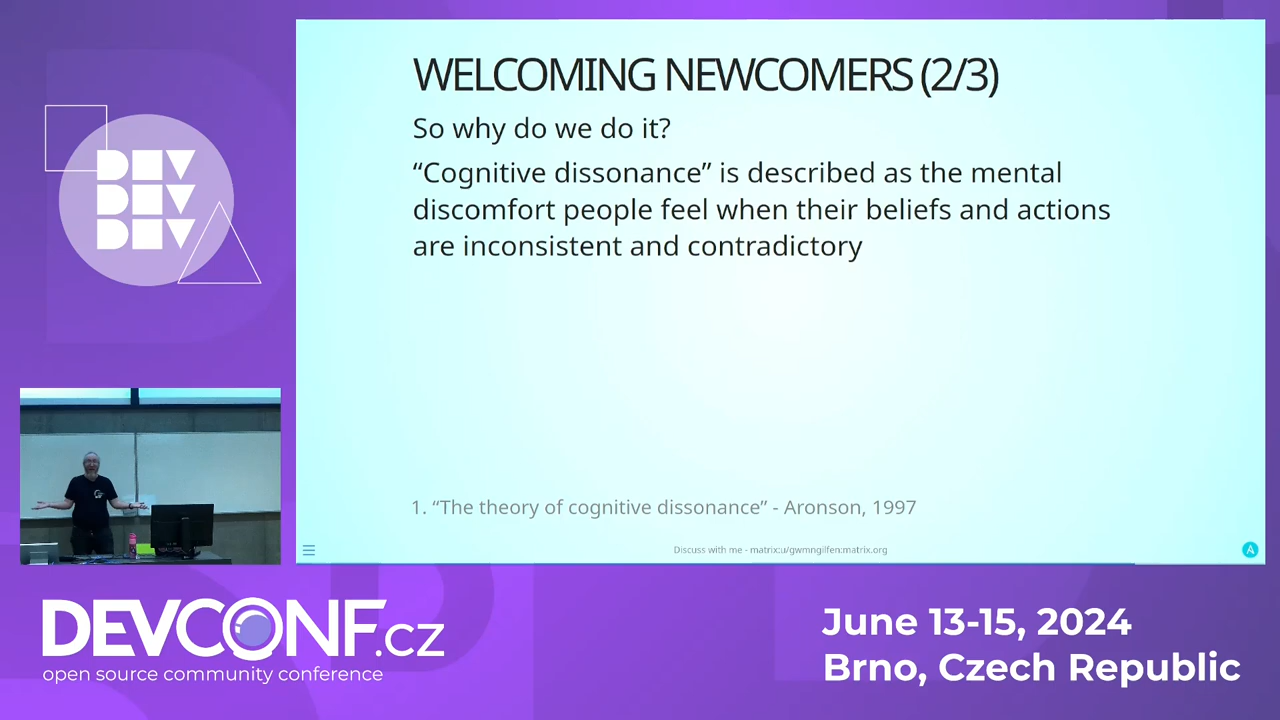 WELCOMING NEWCOMERS (2/3)
So why do we do it?
“Cognitive dissonance” is described as the mental
discomfort people feel when their beliefs and actions
are inconsistent and contradictory
1. “The theory of cognitive dissonance” - Aronson, 1997
Discuss with me - matrix:u/gwmngilfen:matrix.org
A
DEV
DEV
DEV
DEVCONF.cz
open source community conference
June 13-15, 2024
Brno, Czech Republic